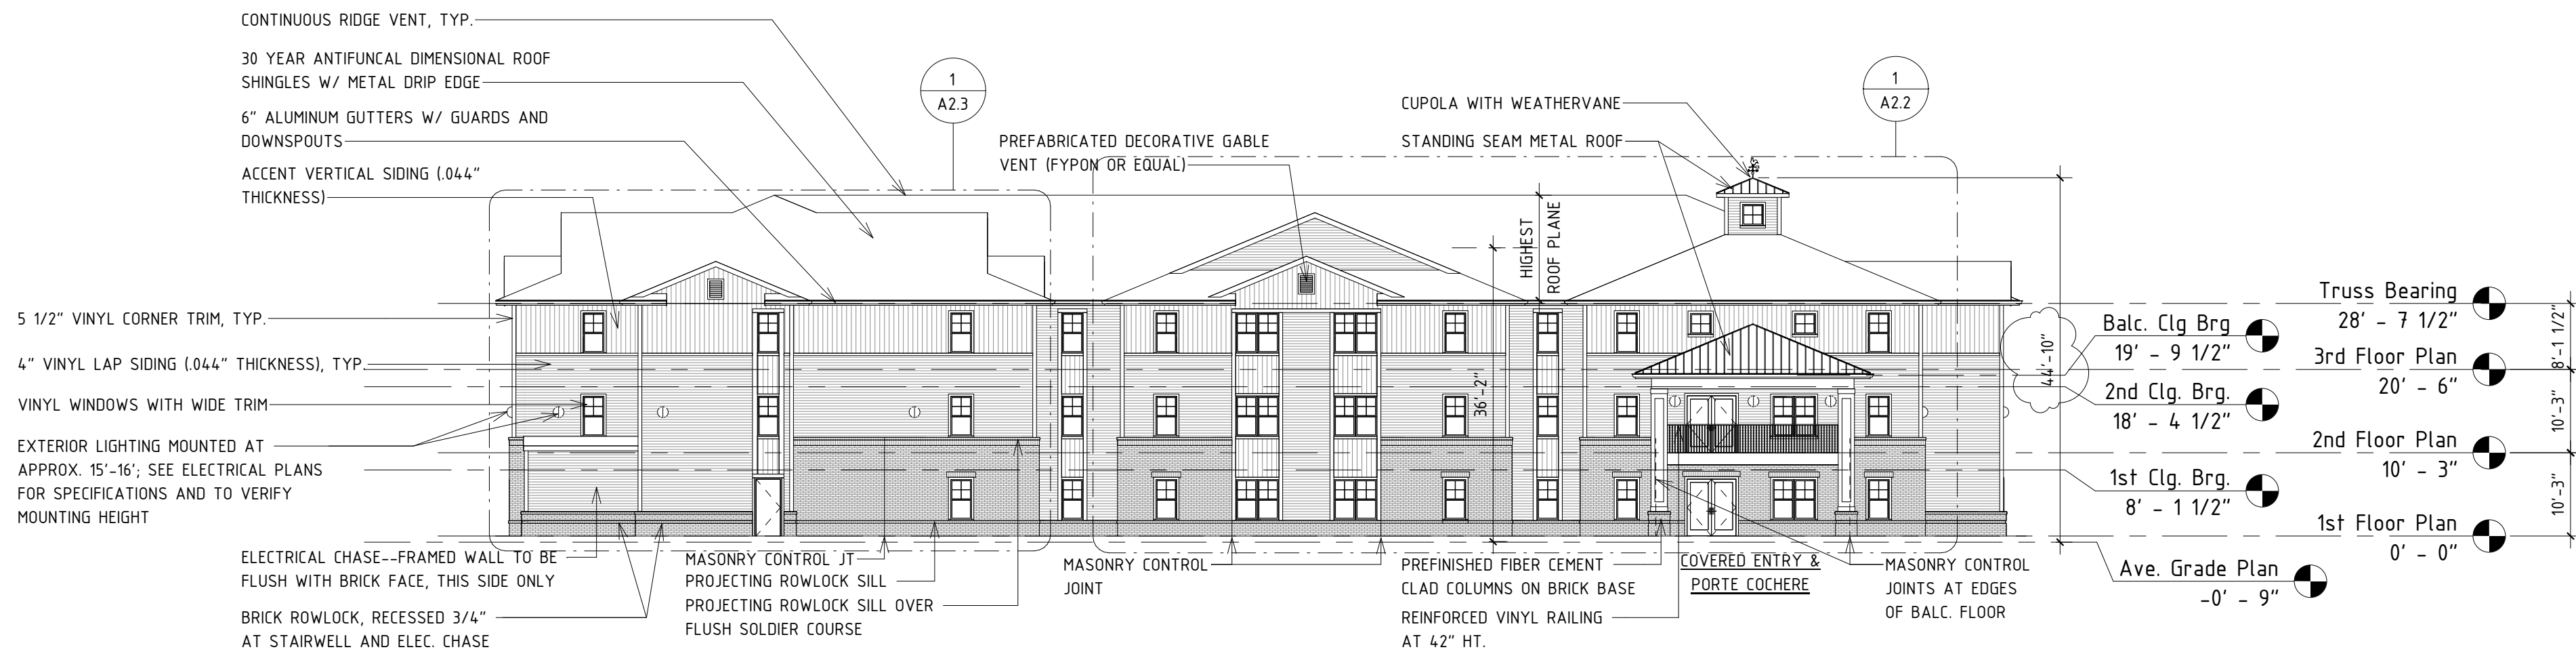 CONTINUOUS RIDGE VENT, TYP.
30 YEAR ANTIFUNCAL DIMENSIONAL ROOF
SHINGLES W/ METAL DRIP EDGE
6" ALUMINUM GUTTERS W/ GUARDS AND
DOWNSPOUTS
ACCENT VERTICAL SIDING (.044"
THICKNESS)
5 1/2" VINYL CORNER TRIM, TYP.
4" VINYL LAP SIDING (.044" THICKNESS), TYP.
VINYL WINDOWS WITH WIDE TRIM
EXTERIOR LIGHTING MOUNTED AT
APPROX. 15'-16'; SEE ELECTRICAL PLANS
FOR SPECIFICATIONS AND TO VERIFY
MOUNTING HEIGHT
ELECTRICAL CHASE--FRAMED WALL TO BE
FLUSH WITH BRICK FACE, THIS SIDE ONLY
BRICK ROWLOCK, RECESSED 3/4"
AT STAIRWELL AND ELEC. CHASE
1
A2.3
PREFABRICATED DECORATIVE GABLE
VENT (FYPON OR EQUAL)
CUPOLA WITH WEATHERVANE
STANDING SEAM METAL ROOF
1
A2.2
HIGHEST
ROOF PLANE
36'-2"
44'-10"
MASONRY CONTROL JT
PROJECTING ROWLOCK SILL
PROJECTING ROWLOCK SILL OVER
FLUSH SOLDIER COURSE
MASONRY CONTROL
JOINT
PREFINISHED FIBER CEMENT
CLAD COLUMNS ON BRICK BASE
REINFORCED VINYL RAILING
AT 42" HT.
COVERED ENTRY &
PORTE COCHERE
MASONRY CONTROL
JOINTS AT EDGES
OF BALC. FLOOR
Balc. Clg Brg
19' - 9 1/2"
2nd Clg. Brg.
18' - 4 1/2"
1st Clg. Brg.
8' - 1 1/2"
Ave. Grade Plan
-0' - 9"
Truss Bearing
28' - 7 1/2"
3rd Floor Plan
20' - 6"
2nd Floor Plan
10' - 3"
1st Floor Plan
0' - 0"
8'-1 1/2"
10'-3"
10'-3"